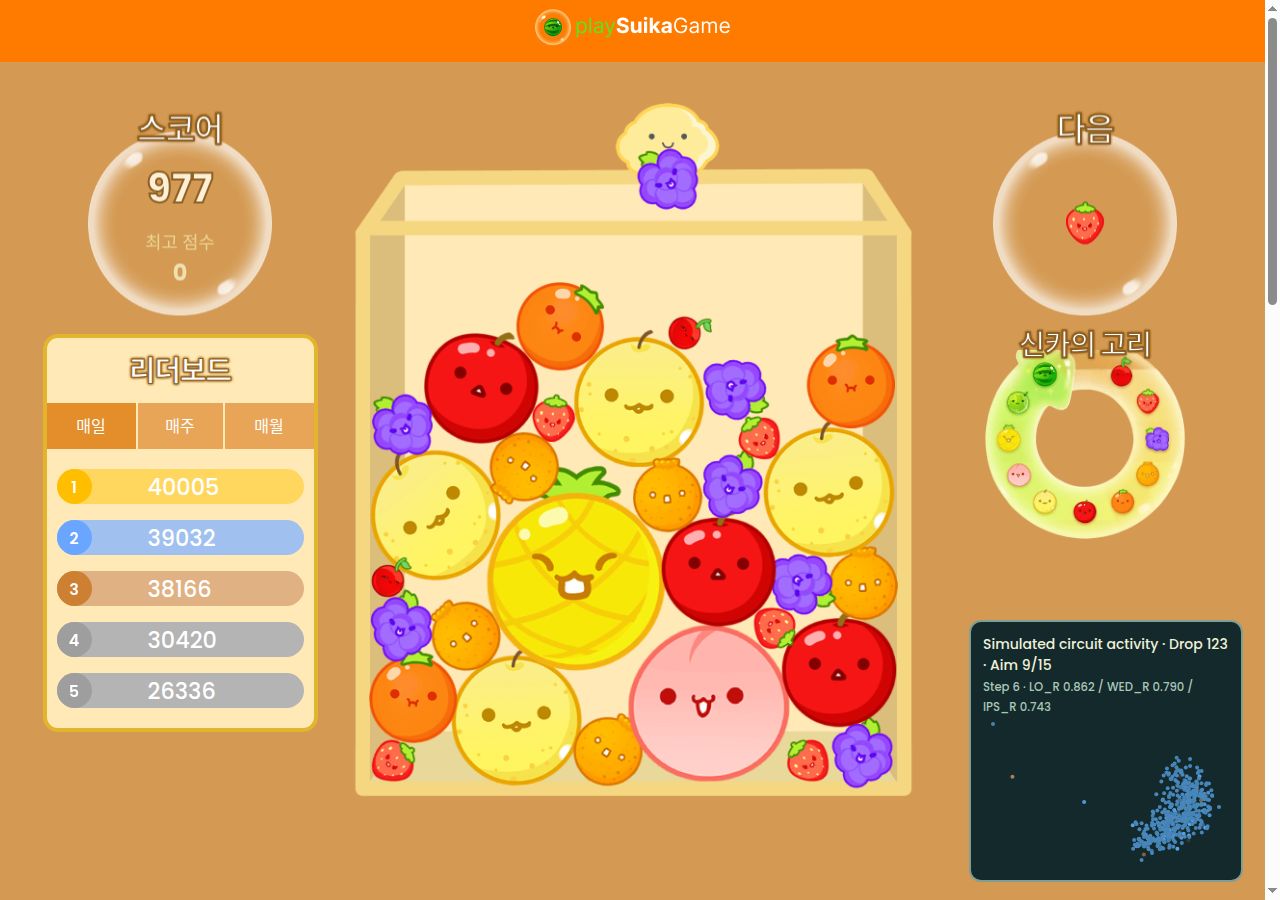 playSuikaGame
스코어
977
최고 점수
0
다음
신카의 고리
리더보드
매일 매주 매월
1 40005
2 39032
3 38166
4 30420
5 26336
Simulated circuit activity · Drop 123
· Aim 9/15
Step 6 · LO_R 0.862 / WED_R 0.790 /
IPS_R 0.743